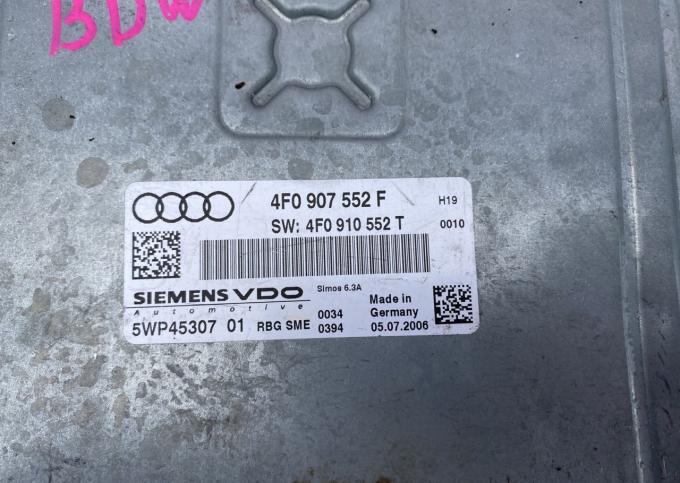 BDW
4F0 907 552 F
H19
SW: 4F0 910 552 T
0010
SIEMENS VDO
Simos 6.3A
Automotive
0034
Made in
Germany
5WP45307 01
RBG SME
0394
05.07.2006